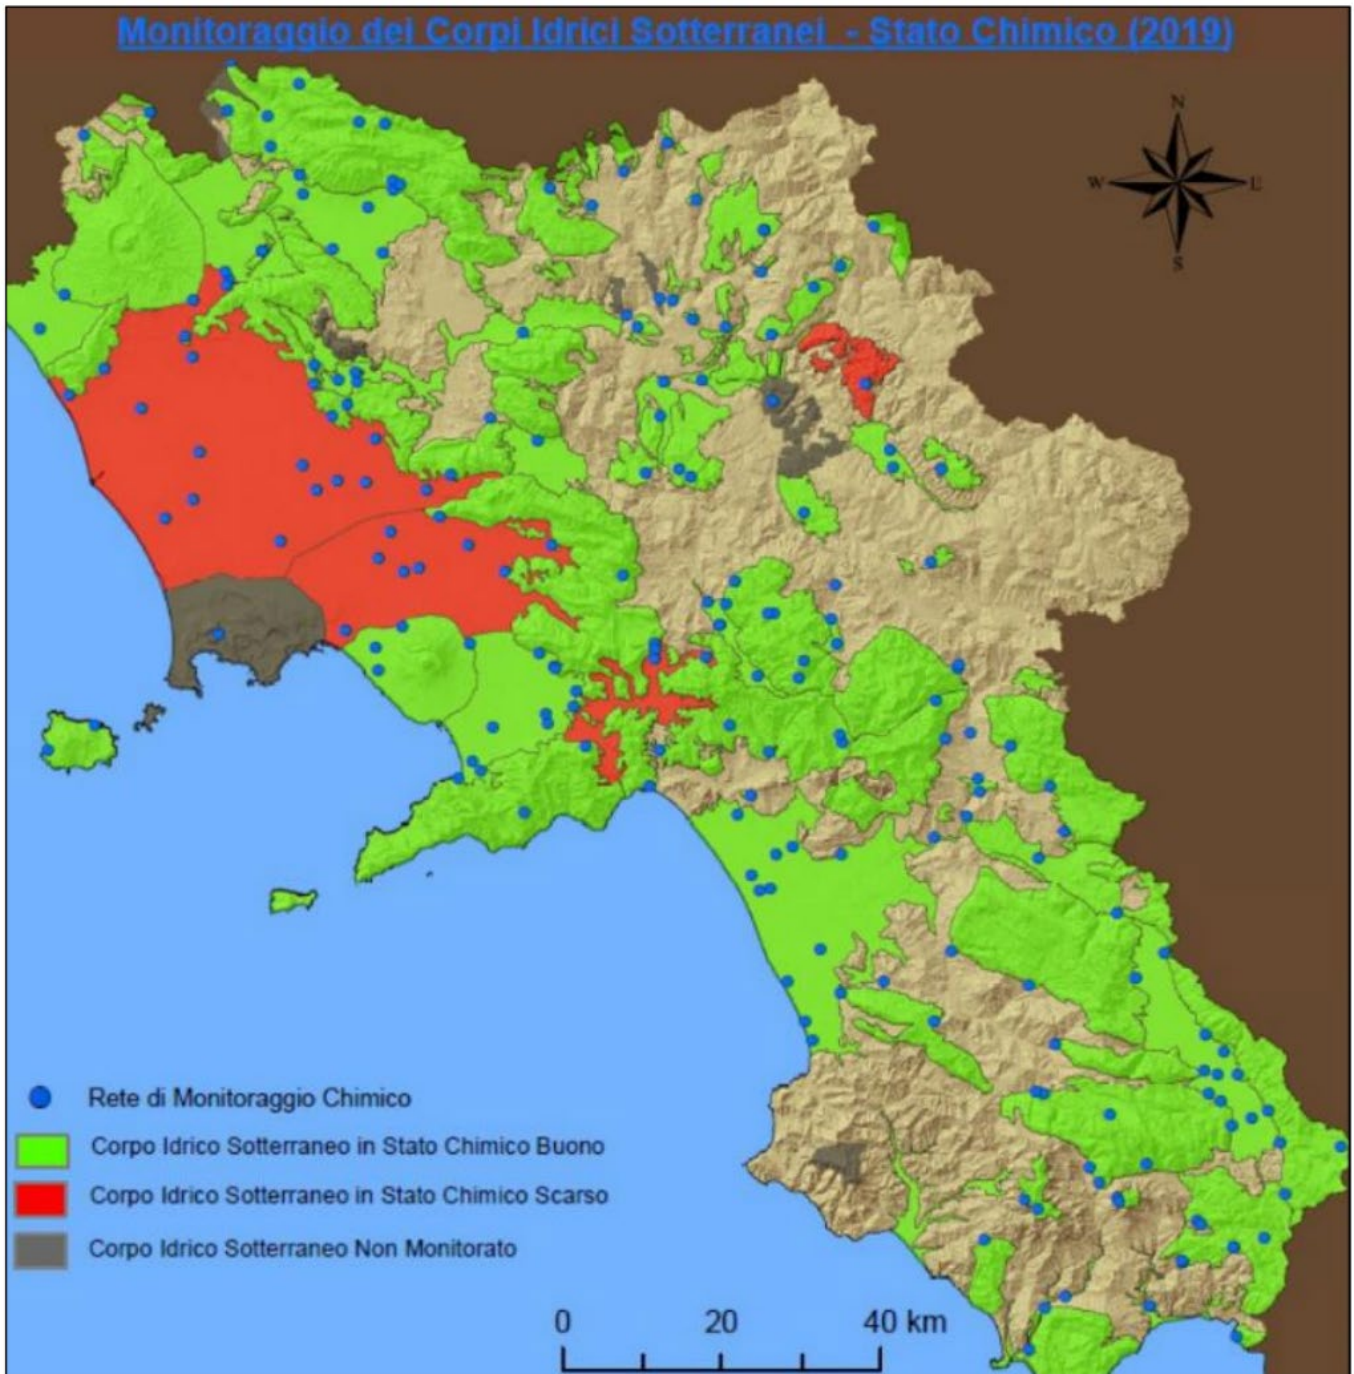 Monitoraggio dei Corpi Idrici Sotterranei - Stato Chimico (2019)
N
W
E
S
Rete di Monitoraggio Chimico
Corpo Idrico Sotterraneo in Stato Chimico Buono
Corpo Idrico Sotterraneo in Stato Chimico Scarso
Corpo Idrico Sotterraneo Non Monitorato
0 20 40 km